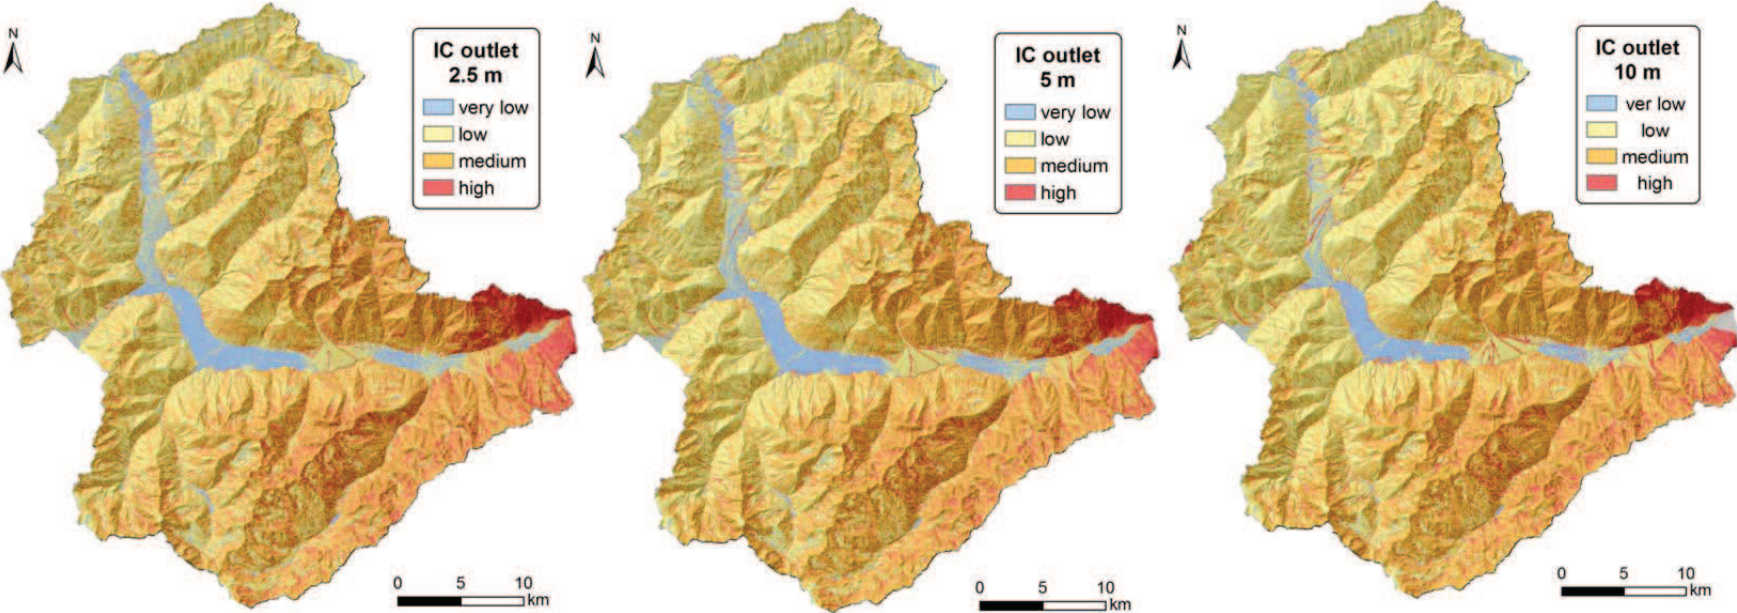 N
IC outlet
2.5 m
very low
low
medium
high
0 5 10
km
N
IC outlet
5 m
very low
low
medium
high
0 5 10
km
N
IC outlet
10 m
ver low
low
medium
high
0 5 10
km